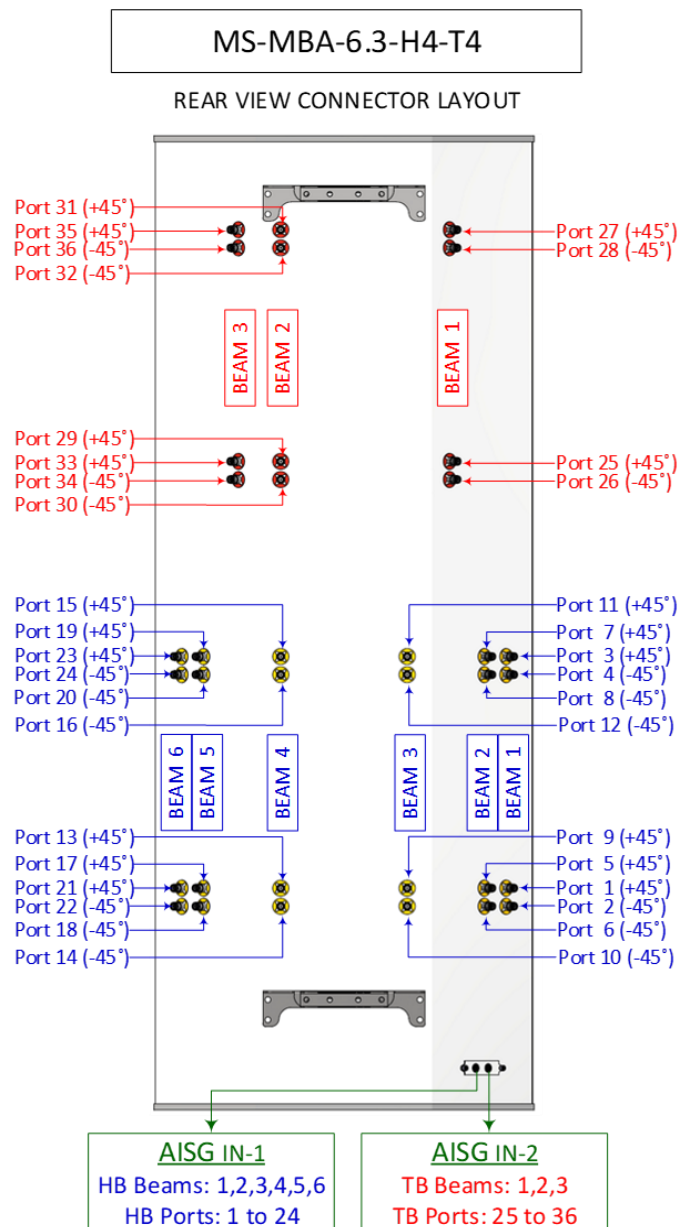 MS-MBA-6.3-H4-T4
REAR VIEW CONNECTOR LAYOUT
Port 31 (+45˚)
Port 35 (+45˚)
Port 36 (-45˚)
Port 32 (-45˚)
Port 27 (+45˚)
Port 28 (-45˚)
BEAM 3
BEAM 2
BEAM 1
Port 29 (+45˚)
Port 33 (+45˚)
Port 34 (-45˚)
Port 30 (-45˚)
Port 25 (+45˚)
Port 26 (-45˚)
Port 15 (+45˚)
Port 19 (+45˚)
Port 23 (+45˚)
Port 24 (-45˚)
Port 20 (-45˚)
Port 16 (-45˚)
Port 11 (+45˚)
Port 7 (+45˚)
Port 3 (+45˚)
Port 4 (-45˚)
Port 8 (-45˚)
Port 12 (-45˚)
BEAM 6
BEAM 5
BEAM 4
BEAM 3
BEAM 2
BEAM 1
Port 13 (+45˚)
Port 17 (+45˚)
Port 21 (+45˚)
Port 22 (-45˚)
Port 18 (-45˚)
Port 14 (-45˚)
Port 9 (+45˚)
Port 5 (+45˚)
Port 1 (+45˚)
Port 2 (-45˚)
Port 6 (-45˚)
Port 10 (-45˚)
AISG IN-1
HB Beams: 1,2,3,4,5,6
HB Ports: 1 to 24
AISG IN-2
TB Beams: 1,2,3
TB Ports: 25 to 36